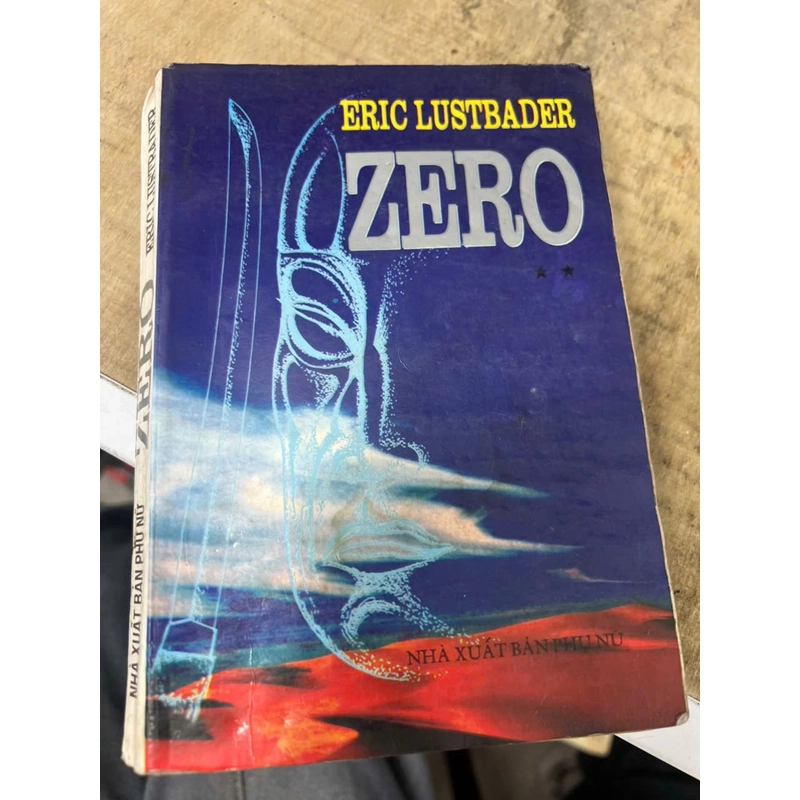 ERIC LUSTBADER
ZERO
★ ★
NHÀ XUẤT BẢN PHỤ NỮ
ERIC LUSTBADER
ZERO
NHÀ XUẤT BẢN PHỤ NỮ